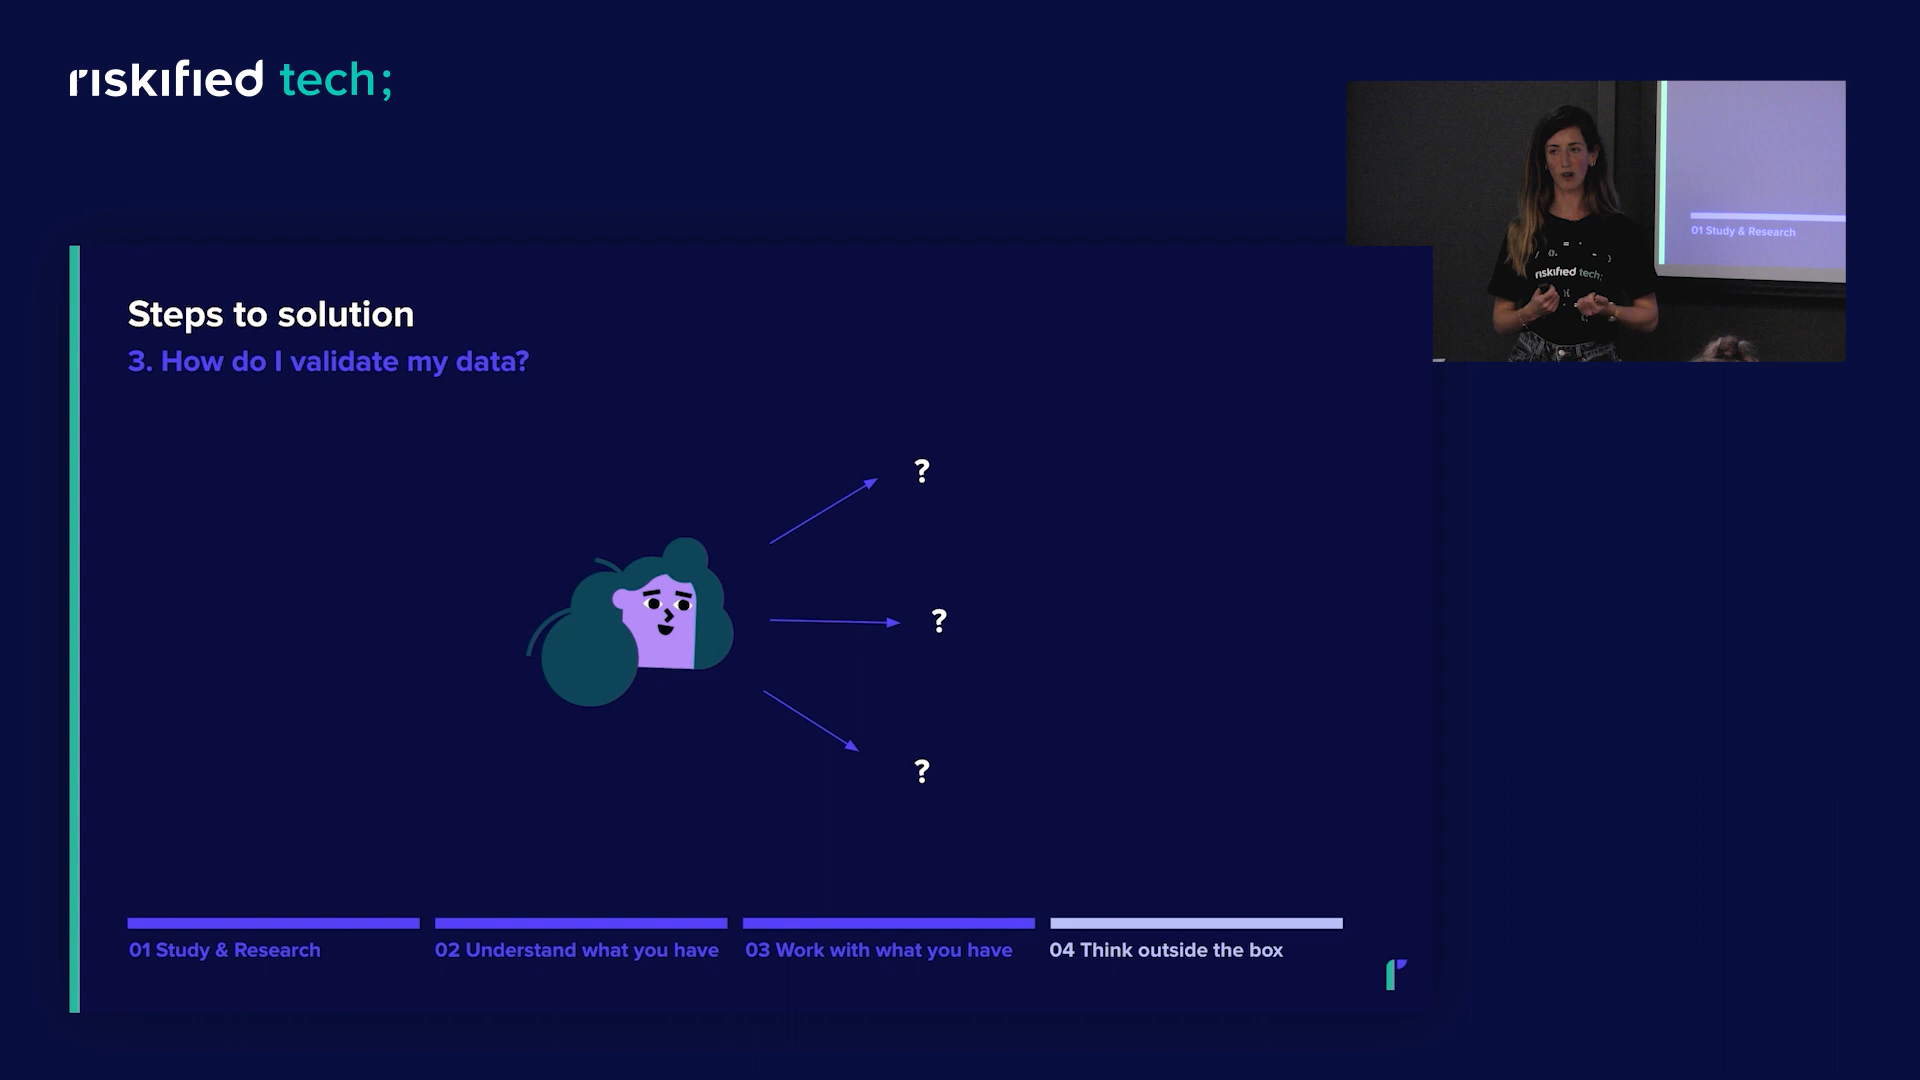 riskified tech;
01 Study & Research
riskified tech;
Steps to solution
3. How do I validate my data?
?
?
?
01 Study & Research
02 Understand what you have
03 Work with what you have
04 Think outside the box